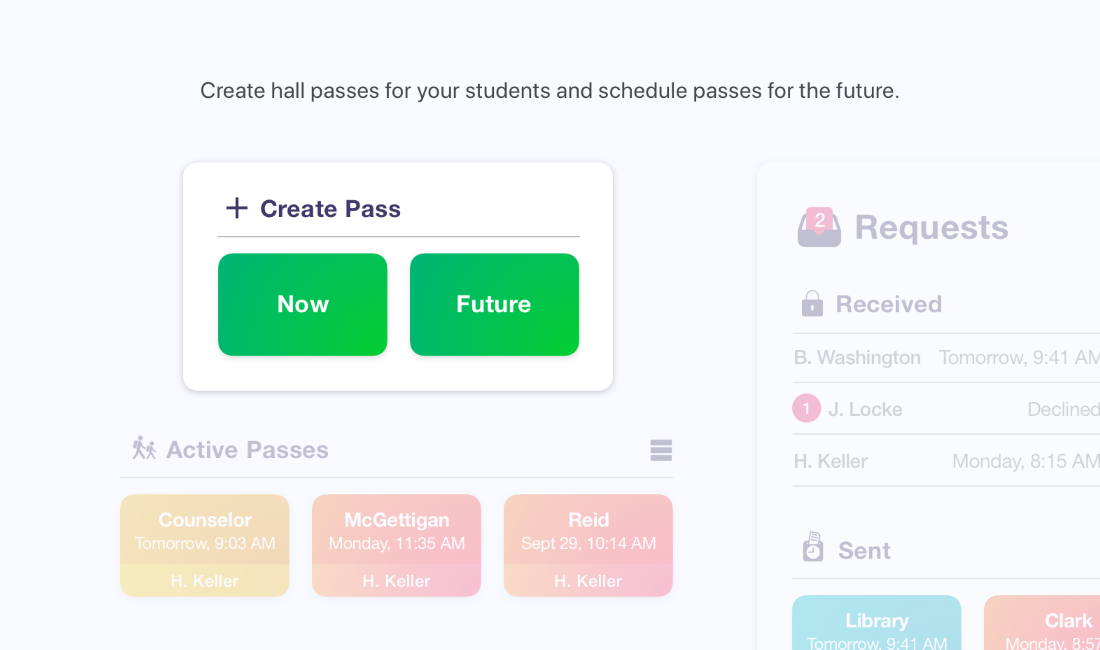 Create hall passes for your students and schedule passes for the future.
Create Pass
Now
Future
Active Passes
Counselor
Tomorrow, 9:03 AM
H. Keller
McGettigan
Monday, 11:35 AM
H. Keller
Reid
Sept 29, 10:14 AM
H. Keller
2
Requests
Received
B. Washington Tomorrow, 9:41 AM
1 J. Locke Declined
H. Keller Monday, 8:15 AM
Sent
Library
Tomorrow, 9:41 AM
Clark
Monday, 8:57